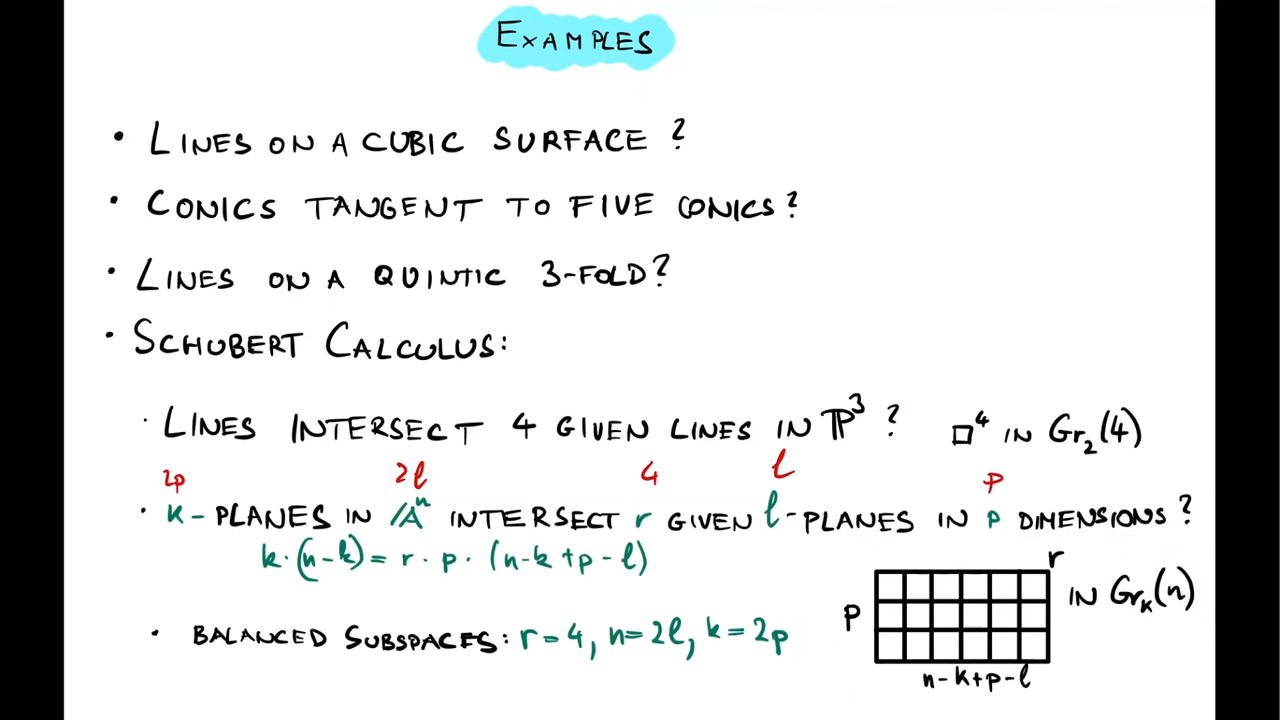 EXAMPLES
• LINES ON A CUBIC SURFACE?
• CONICS TANGENT TO FIVE CONICS?
• LINES ON A QUINTIC 3-FOLD?
• SCHUBERT CALCULUS:
· LINES INTERSECT 4 GIVEN LINES IN ℙ³? □⁴ IN Gr₂(4)
2p 2l 4 l p
· k-PLANES IN 𝔸ⁿ INTERSECT r GIVEN l-PLANES IN p DIMENSIONS?
k·(n-k) = r·p·(n-k+p-l)
r
p IN Grₖ(n)
• BALANCED SUBSPACES: r=4, n=2l, k=2p
n-k+p-l